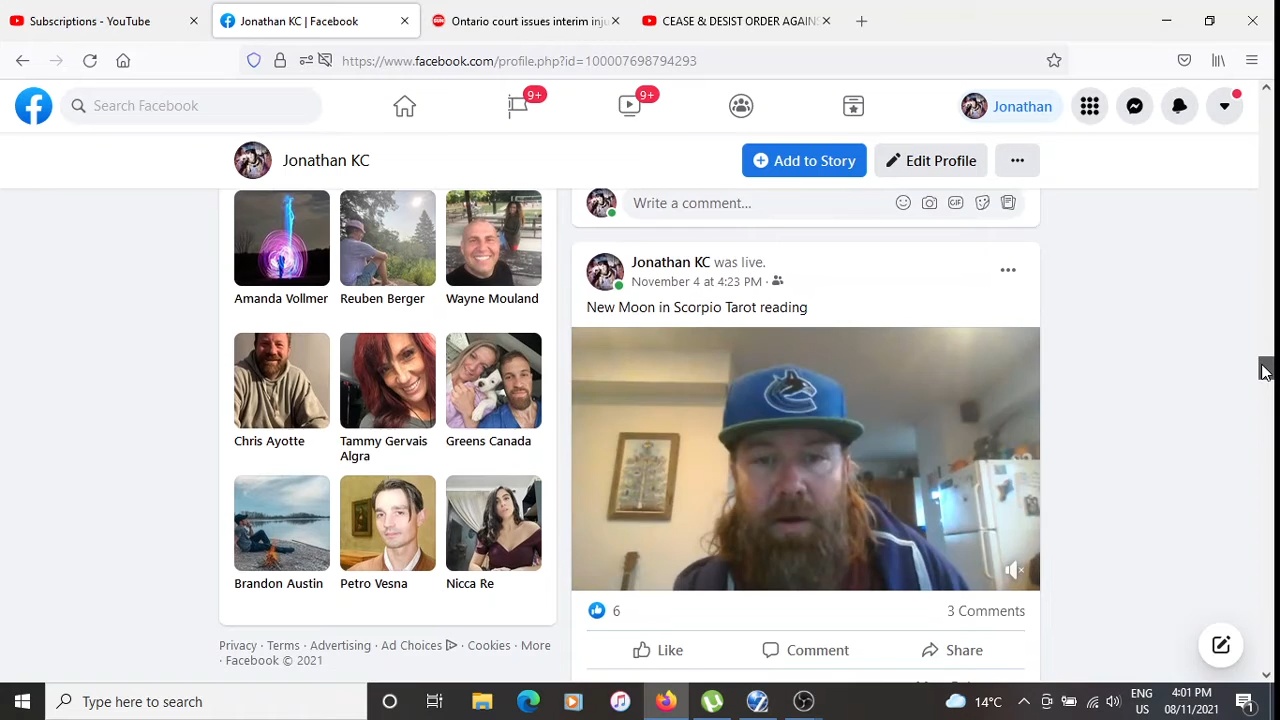 Subscriptions - YouTube
Jonathan KC | Facebook
Ontario court issues interim inj
CEASE & DESIST ORDER AGAIN
https://www.facebook.com/profile.php?id=100007698794293
Search Facebook
9+
9+
Jonathan
Jonathan KC
Add to Story
Edit Profile
Write a comment...
GIF
Amanda Vollmer
Reuben Berger
Wayne Mouland
Jonathan KC was live.
November 4 at 4:23 PM
New Moon in Scorpio Tarot reading
Chris Ayotte
Tammy Gervais
Algra
Greens Canada
Brandon Austin
Petro Vesna
Nicca Re
6
3 Comments
Like
Comment
Share
Privacy · Terms · Advertising · Ad Choices · Cookies · More
· Facebook © 2021
Type here to search
14°C
ENG
US
4:01 PM
08/11/2021
1